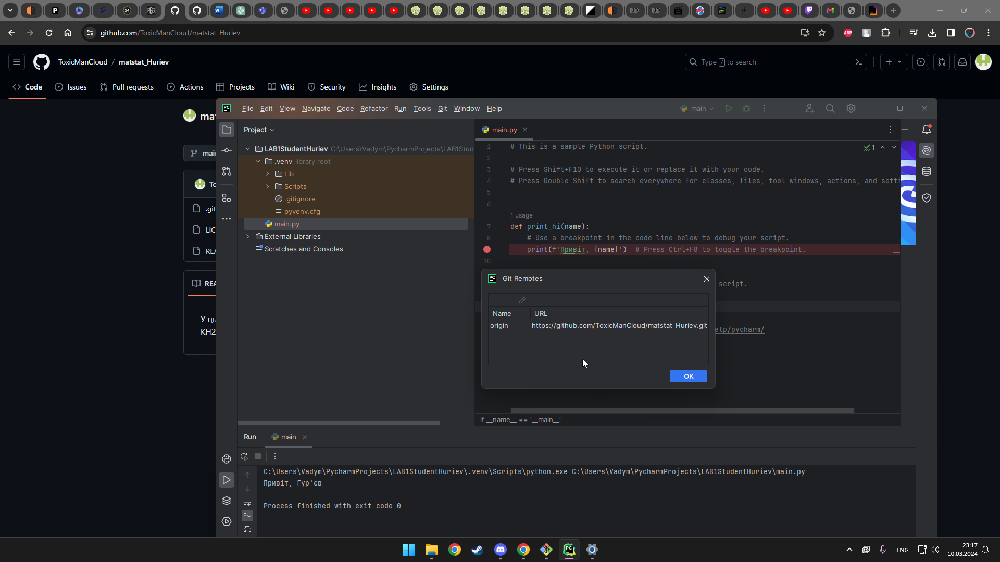 github.com/ToxicManCloud/matstat_Huriev
ABP
ToxicManCloud / matstat_Huriev
Type / to search
Code Issues Pull requests Actions Projects Wiki Security Insights Settings
PC File Edit View Navigate Code Refactor Run Tools Git Window Help
main
Project
main.py
LAB1StudentHuriev C:\Users\Vadym\PycharmProjects\LAB1Stud
.venv library root
Lib
Scripts
.gitignore
pyvenv.cfg
main.py
External Libraries
Scratches and Consoles
1
1 # This is a sample Python script.
2
3 # Press Shift+F10 to execute it or replace it with your code.
4 # Press Double Shift to search everywhere for classes, files, tool windows, actions, and setti
5
6
1 usage
7 def print_hi(name):
8 # Use a breakpoint in the code line below to debug your script.
print(f'Привіт, {name}') # Press Ctrl+F8 to toggle the breakpoint.
10
script.
elp/pycharm/
PC Git Remotes
Name URL
origin https://github.com/ToxicManCloud/matstat_Huriev.git
OK
if __name__ == '__main__'
mat
mai
To
.git
LIC
REA
REA
У ць
КН2
Run main
C:\Users\Vadym\PycharmProjects\LAB1StudentHuriev\.venv\Scripts\python.exe C:\Users\Vadym\PycharmProjects\LAB1StudentHuriev\main.py
Привіт, Гур'єв
Process finished with exit code 0
ENG
23:17
10.03.2024